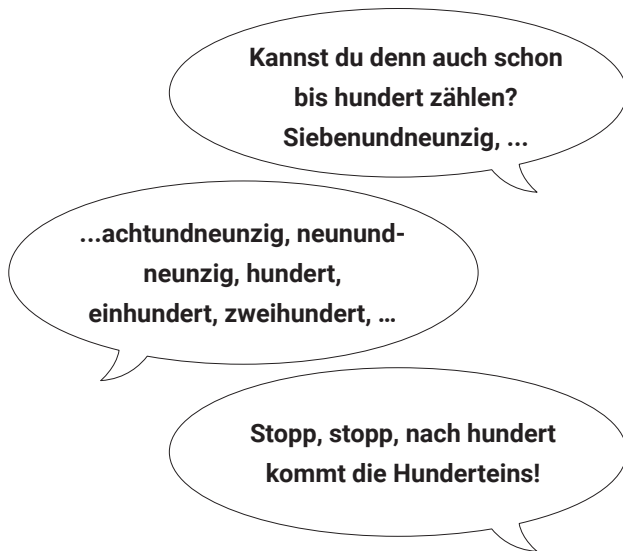 Kannst du denn auch schon
bis hundert zählen?
Siebenundneunzig, ...
...achtundneunzig, neunund-
neunzig, hundert,
einhundert, zweihundert, …
Stopp, stopp, nach hundert
kommt die Hunderteins!